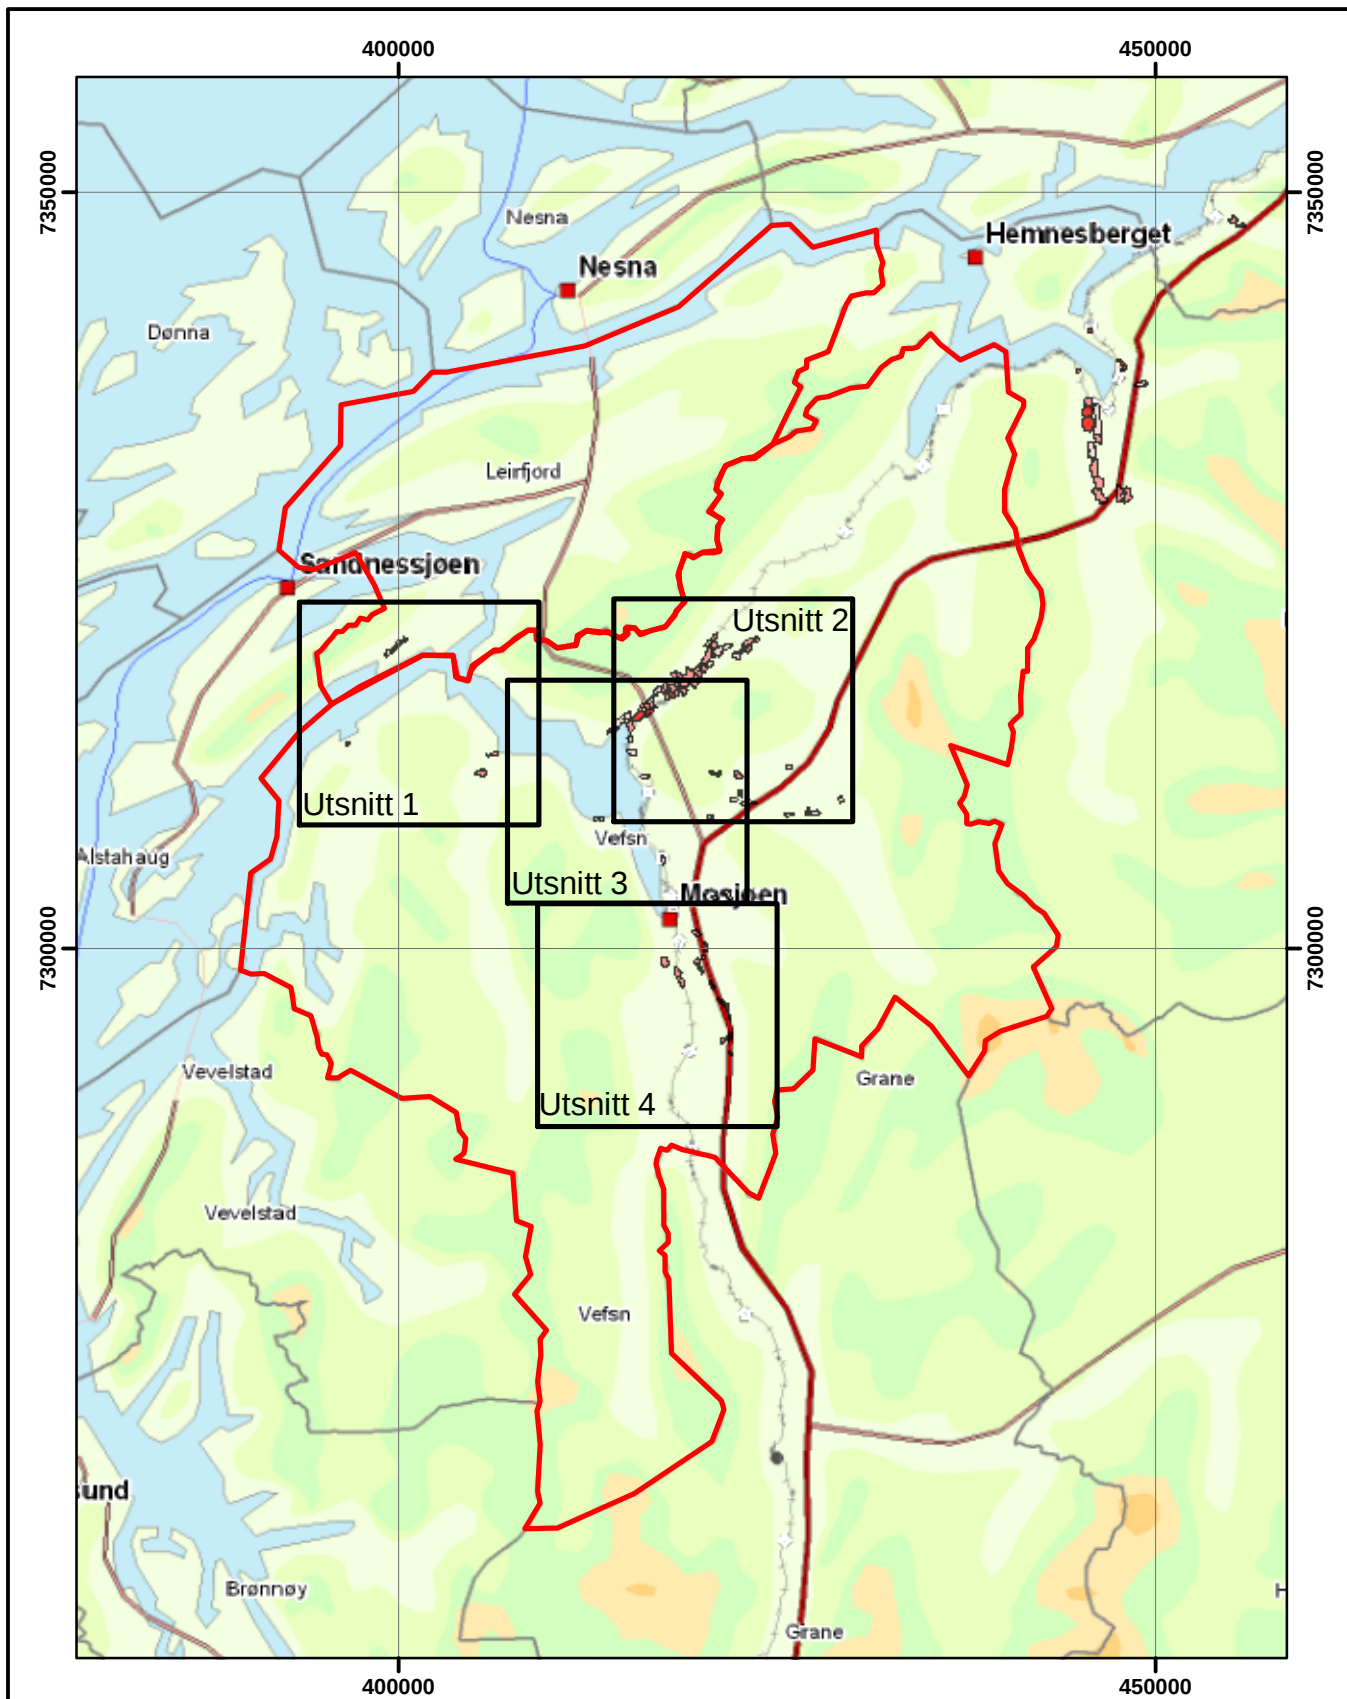 400000
450000
7350000
7350000
Nesna
Hemnesberget
Nesna
Dønna
Leirfjord
Sandnessjøen
Utsnitt 2
Utsnitt 1
Vefsn
Alstahaug
Utsnitt 3
Mosjøen
7300000
7300000
Vevelstad
Grane
Utsnitt 4
Vevelstad
Vefsn
sund
Brønnøy
H
Grane
400000
450000